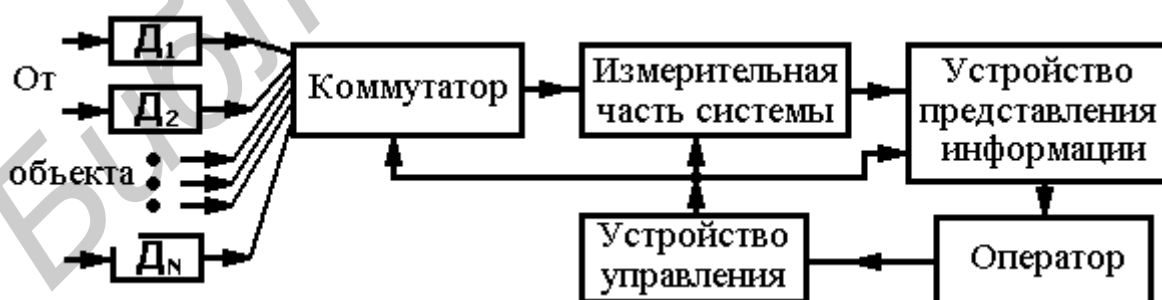 От
объекта
Д1
Д2
ДN
Коммутатор
Измерительная
часть системы
Устройство
представления
информации
Устройство
управления
Оператор